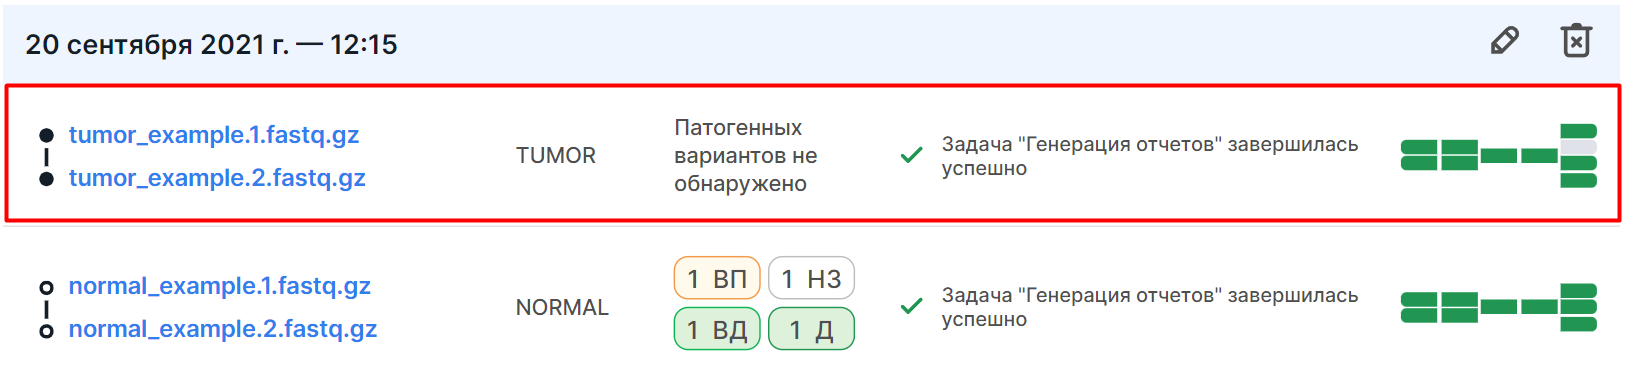 20 сентября 2021 г. — 12:15
tumor_example.1.fastq.gz
tumor_example.2.fastq.gz
TUMOR
Патогенных
вариантов не
обнаружено
Задача "Генерация отчетов" завершилась
успешно
normal_example.1.fastq.gz
normal_example.2.fastq.gz
NORMAL
1 ВП 1 НЗ
1 ВД 1 Д
Задача "Генерация отчетов" завершилась
успешно